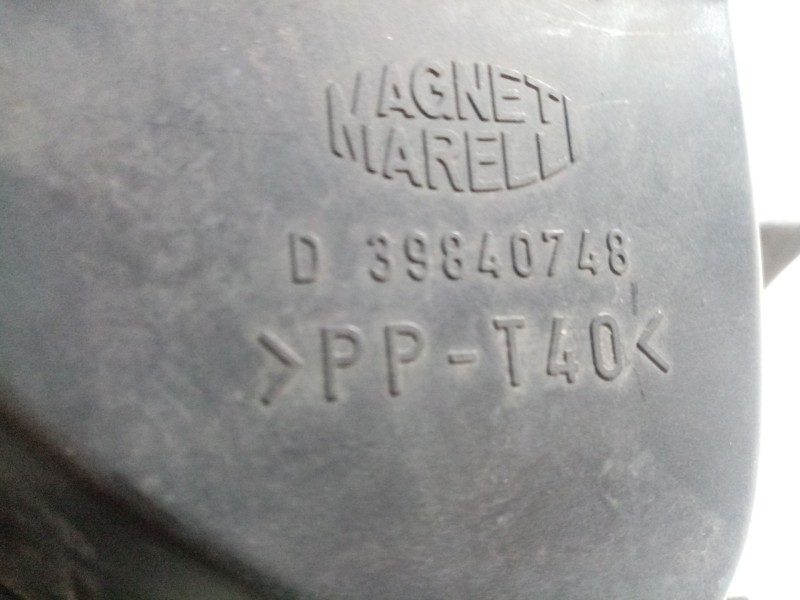 MAGNETI
MARELLI
D 39840748
>PP-T40<